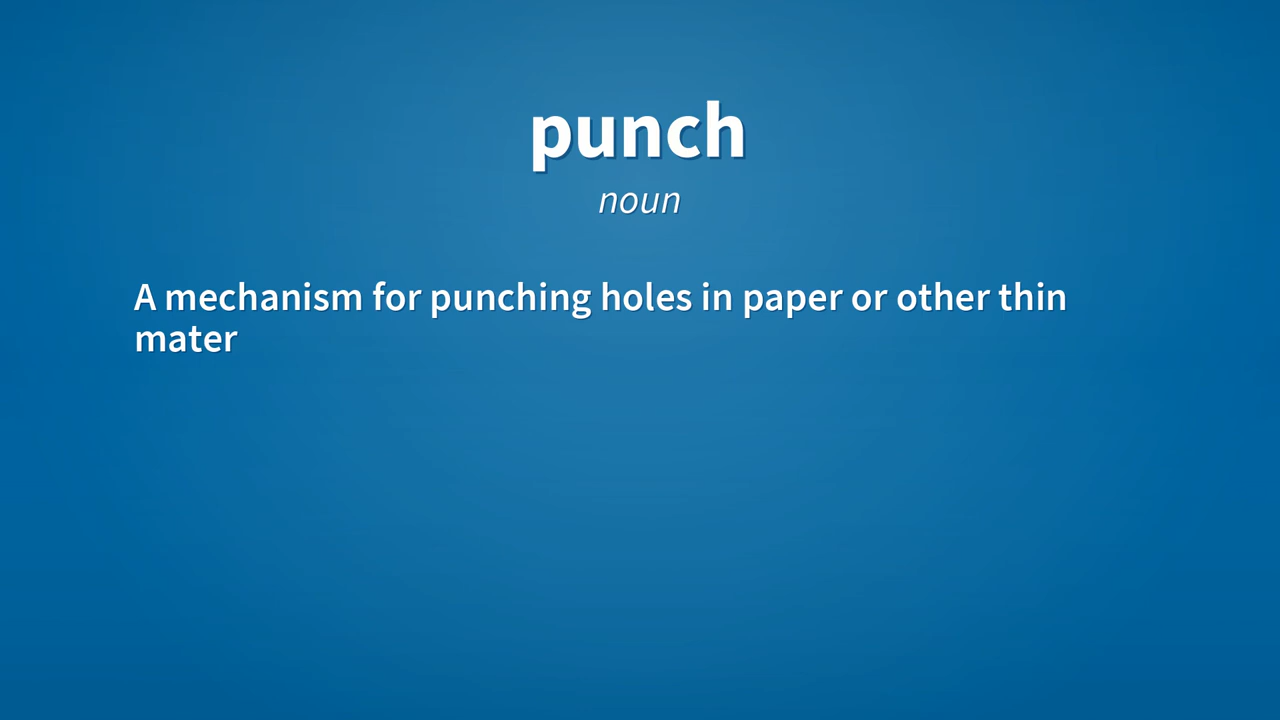 punch
noun
A mechanism for punching holes in paper or other thin
mater